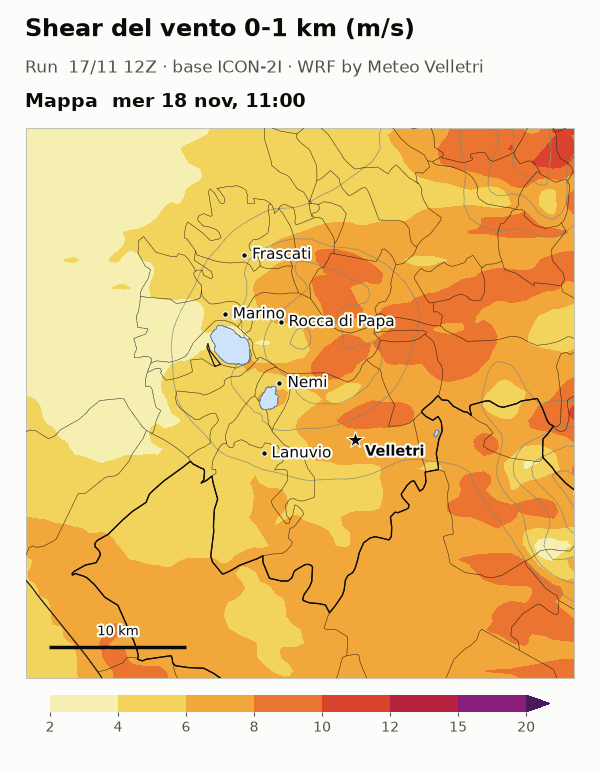 Shear del vento 0-1 km (m/s)
Run  17/11 12Z · base ICON-2I · WRF by Meteo Velletri
Mappa  mer 18 nov, 11:00
Frascati
Marino
Rocca di Papa
Nemi
Velletri
Lanuvio
10 km
2 4 6 8 10 12 15 20